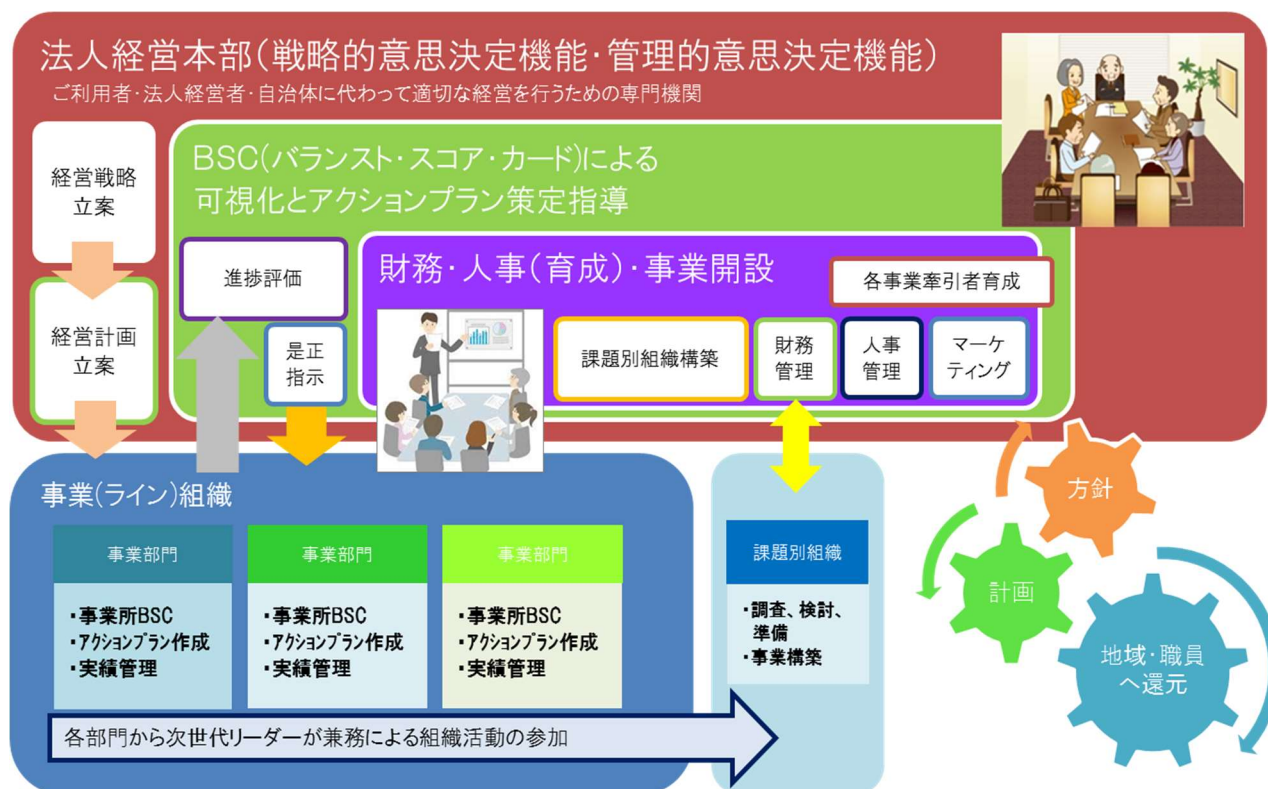 法人経営本部(戦略的意思決定機能・管理的意思決定機能)
ご利用者・法人経営者・自治体に代わって適切な経営を行うための専門機関
経営戦略
立案
経営計画
立案
BSC(バランスト・スコア・カード)による
可視化とアクションプラン策定指導
進捗評価
是正
指示
財務・人事(育成)・事業開設
各事業牽引者育成
課題別組織構築
財務
管理
人事
管理
マーケ
ティング
事業(ライン)組織
事業部門
・事業所BSC
・アクションプラン作成
・実績管理
事業部門
・事業所BSC
・アクションプラン作成
・実績管理
事業部門
・事業所BSC
・アクションプラン作成
・実績管理
各部門から次世代リーダーが兼務による組織活動の参加
課題別組織
・調査、検討、
準備
・事業構築
方針
計画
地域・職員
へ還元